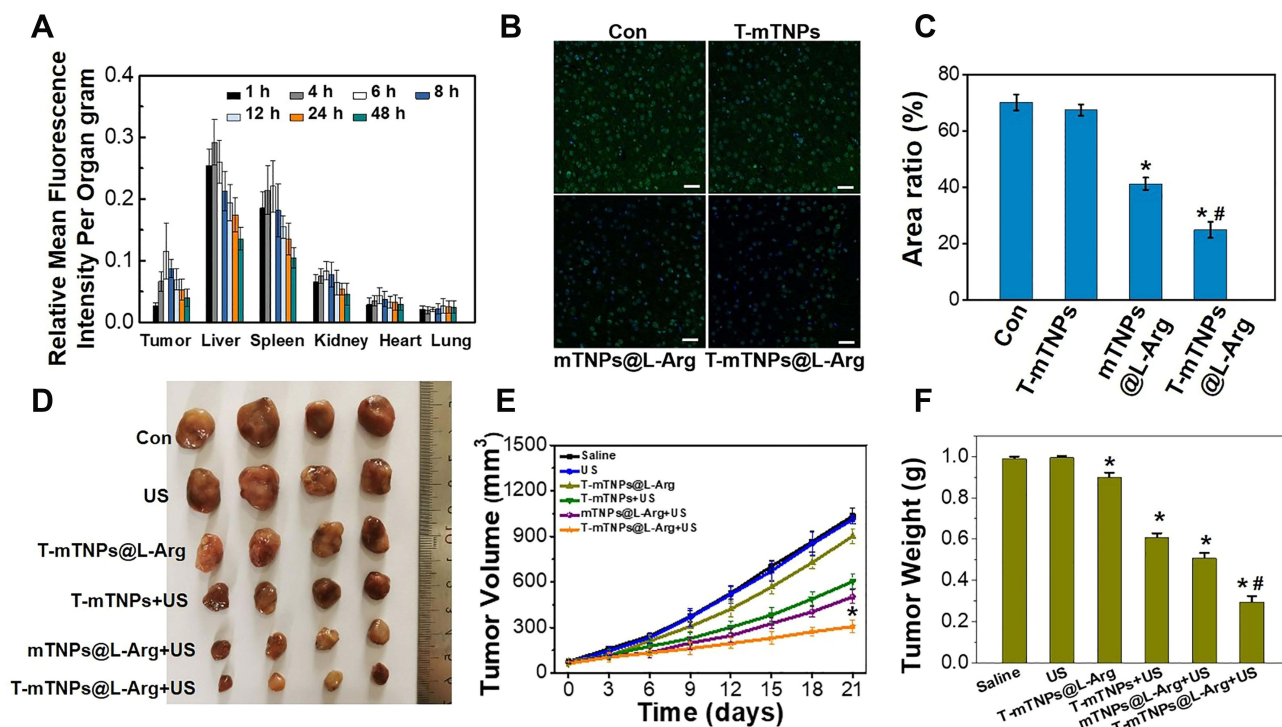 A
Relative Mean Fluorescence
Intensity Per Organ gram
0.4
0.3
0.2
0.1
0.0
1 h 4 h 6 h 8 h
12 h 24 h 48 h
Tumor Liver Spleen Kidney Heart Lung
B
Con T-mTNPs
mTNPs@L-Arg T-mTNPs@L-Arg
C
Area ratio (%)
80
60
40
20
0
*
* #
Con
T-mTNPs
mTNPs
@L-Arg
T-mTNPs
@L-Arg
D
Con
US
T-mTNPs@L-Arg
T-mTNPs+US
mTNPs@L-Arg+US
T-mTNPs@L-Arg+US
E
Tumor Volume (mm3)
1500
1200
900
600
300
0
Saline
US
T-mTNPs@L-Arg
T-mTNPs+US
mTNPs@L-Arg+US
T-mTNPs@L-Arg+US
*
0 3 6 9 12 15 18 21
Time (days)
F
Tumor Weight (g)
1.0
0.8
0.6
0.4
0.2
0.0
*
*
*
* #
Saline
US
T-mTNPs@L-Arg
T-mTNPs+US
mTNPs@L-Arg+US
T-mTNPs@L-Arg+US